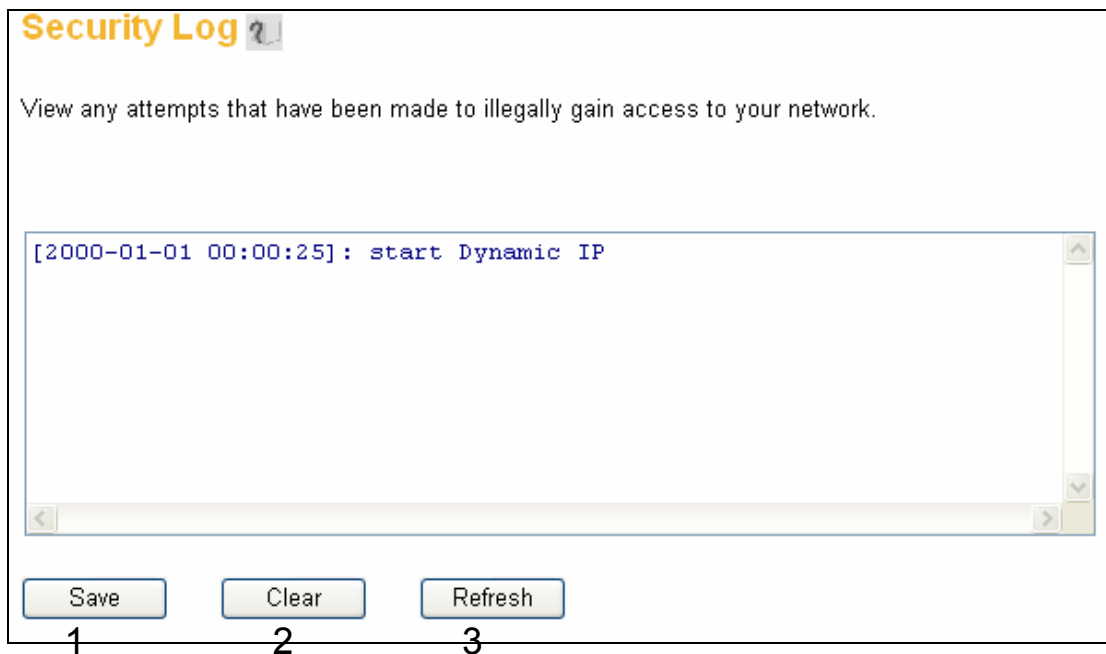 Security Log
View any attempts that have been made to illegally gain access to your network.
[2000-01-01 00:00:25]: start Dynamic IP
Save Clear Refresh
1 2 3